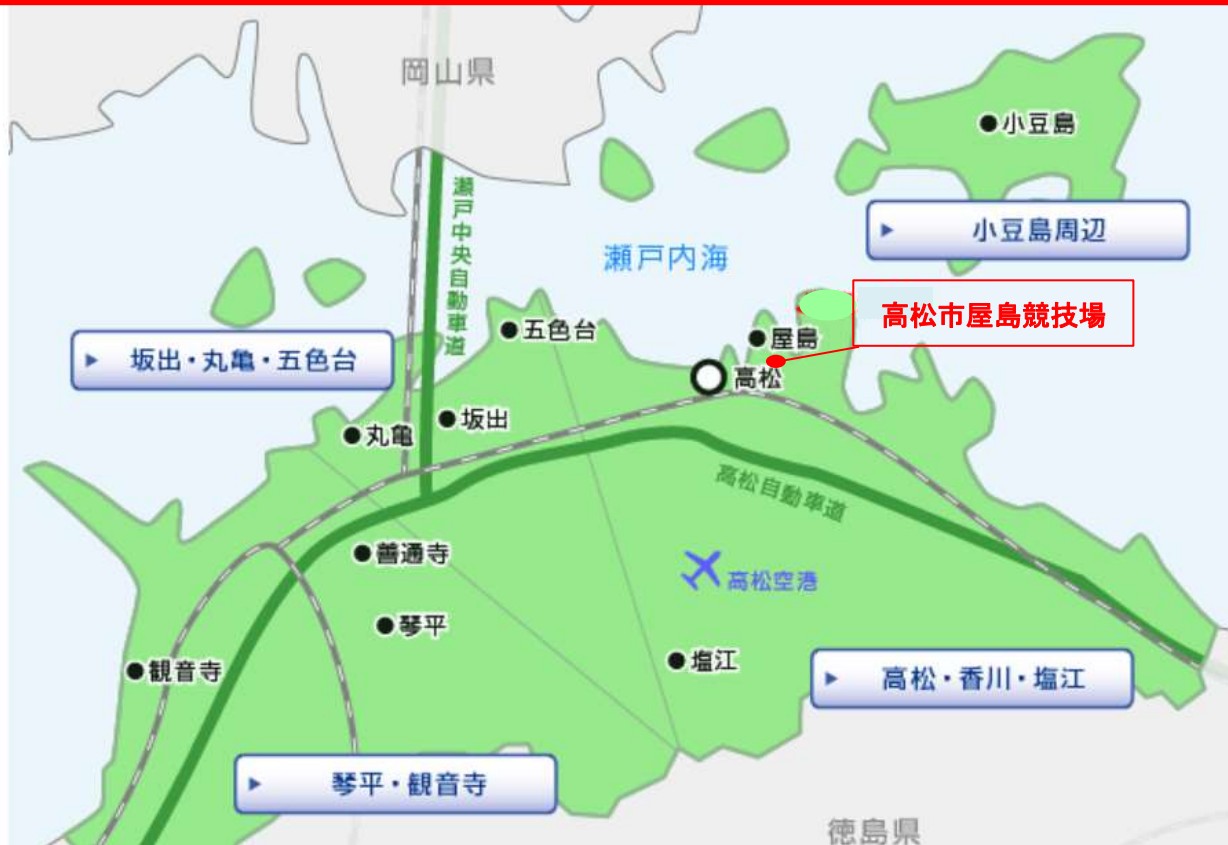 岡山県
小豆島
瀬戸中央自動車道
小豆島周辺
瀬戸内海
高松市屋島競技場
五色台
屋島
坂出・丸亀・五色台
高松
坂出
丸亀
高松自動車道
善通寺
高松空港
琴平
塩江
観音寺
高松・香川・塩江
琴平・観音寺
徳島県